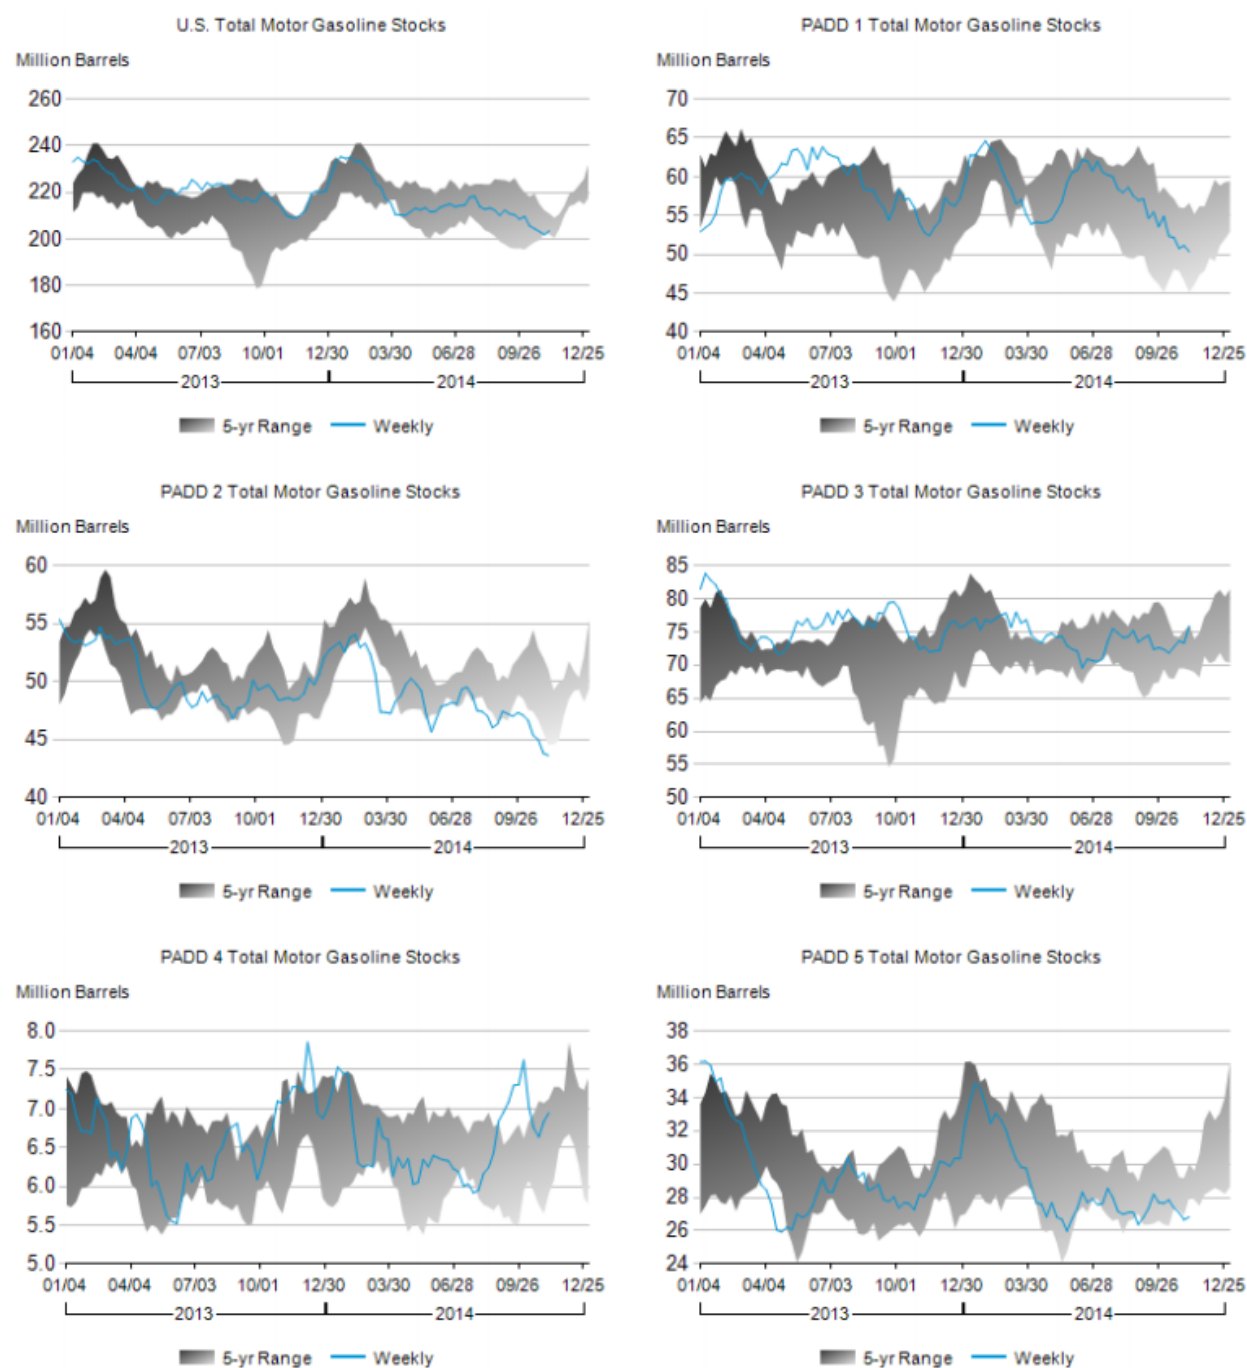 U.S. Total Motor Gasoline Stocks
Million Barrels
260
240
220
200
180
160
01/04 04/04 07/03 10/01 12/30 03/30 06/28 09/26 12/25
2013 2014
5-yr Range Weekly
PADD 1 Total Motor Gasoline Stocks
Million Barrels
70
65
60
55
50
45
40
01/04 04/04 07/03 10/01 12/30 03/30 06/28 09/26 12/25
2013 2014
5-yr Range Weekly
PADD 2 Total Motor Gasoline Stocks
Million Barrels
60
55
50
45
40
01/04 04/04 07/03 10/01 12/30 03/30 06/28 09/26 12/25
2013 2014
5-yr Range Weekly
PADD 3 Total Motor Gasoline Stocks
Million Barrels
85
80
75
70
65
60
55
50
01/04 04/04 07/03 10/01 12/30 03/30 06/28 09/26 12/25
2013 2014
5-yr Range Weekly
PADD 4 Total Motor Gasoline Stocks
Million Barrels
8.0
7.5
7.0
6.5
6.0
5.5
5.0
01/04 04/04 07/03 10/01 12/30 03/30 06/28 09/26 12/25
2013 2014
5-yr Range Weekly
PADD 5 Total Motor Gasoline Stocks
Million Barrels
38
36
34
32
30
28
26
24
01/04 04/04 07/03 10/01 12/30 03/30 06/28 09/26 12/25
2013 2014
5-yr Range Weekly